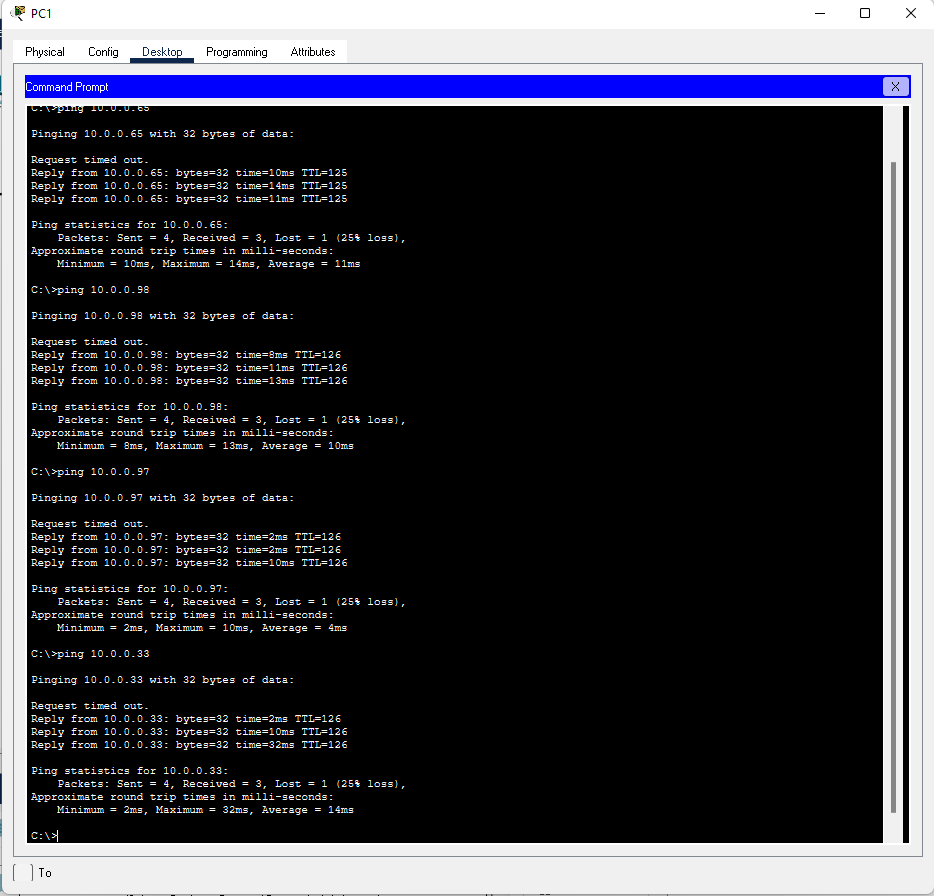 PC1
Physical Config Desktop Programming Attributes
Command Prompt X
C:\>ping 10.0.0.65
Pinging 10.0.0.65 with 32 bytes of data:
Request timed out.
Reply from 10.0.0.65: bytes=32 time=10ms TTL=125
Reply from 10.0.0.65: bytes=32 time=14ms TTL=125
Reply from 10.0.0.65: bytes=32 time=11ms TTL=125
Ping statistics for 10.0.0.65:
Packets: Sent = 4, Received = 3, Lost = 1 (25% loss),
Approximate round trip times in milli-seconds:
Minimum = 10ms, Maximum = 14ms, Average = 11ms
C:\>ping 10.0.0.98
Pinging 10.0.0.98 with 32 bytes of data:
Request timed out.
Reply from 10.0.0.98: bytes=32 time=8ms TTL=126
Reply from 10.0.0.98: bytes=32 time=11ms TTL=126
Reply from 10.0.0.98: bytes=32 time=13ms TTL=126
Ping statistics for 10.0.0.98:
Packets: Sent = 4, Received = 3, Lost = 1 (25% loss),
Approximate round trip times in milli-seconds:
Minimum = 8ms, Maximum = 13ms, Average = 10ms
C:\>ping 10.0.0.97
Pinging 10.0.0.97 with 32 bytes of data:
Request timed out.
Reply from 10.0.0.97: bytes=32 time=2ms TTL=126
Reply from 10.0.0.97: bytes=32 time=2ms TTL=126
Reply from 10.0.0.97: bytes=32 time=10ms TTL=126
Ping statistics for 10.0.0.97:
Packets: Sent = 4, Received = 3, Lost = 1 (25% loss),
Approximate round trip times in milli-seconds:
Minimum = 2ms, Maximum = 10ms, Average = 4ms
C:\>ping 10.0.0.33
Pinging 10.0.0.33 with 32 bytes of data:
Request timed out.
Reply from 10.0.0.33: bytes=32 time=2ms TTL=126
Reply from 10.0.0.33: bytes=32 time=10ms TTL=126
Reply from 10.0.0.33: bytes=32 time=32ms TTL=126
Ping statistics for 10.0.0.33:
Packets: Sent = 4, Received = 3, Lost = 1 (25% loss),
Approximate round trip times in milli-seconds:
Minimum = 2ms, Maximum = 32ms, Average = 14ms
C:\>
To